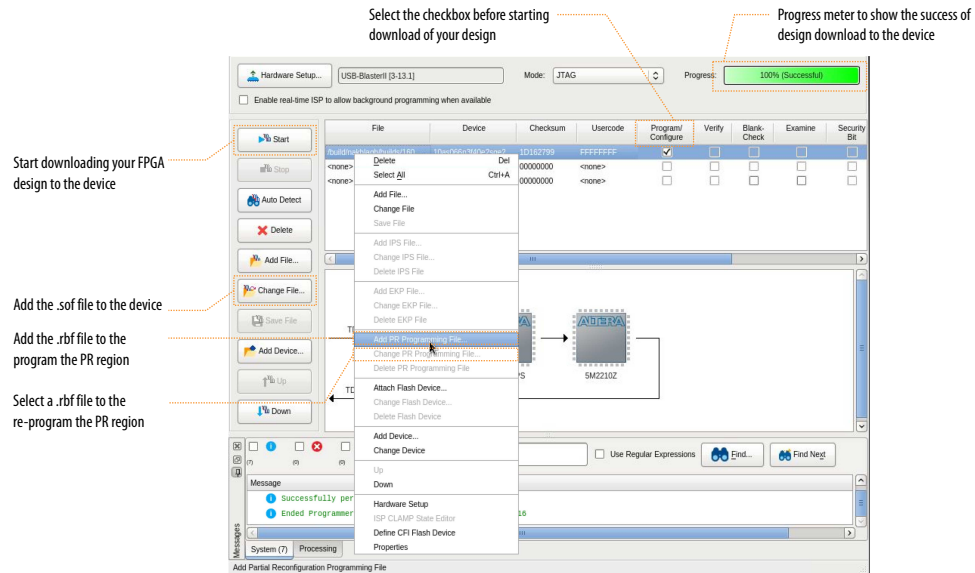 Select the checkbox before starting
download of your design
Progress meter to show the success of
design download to the device
Hardware Setup...
USB-BlasterII [3-13.1]
Mode:
JTAG
Progress:
100% (Successful)
Enable real-time ISP to allow background programming when available
Start downloading your FPGA
design to the device
Add the .sof file to the device
Add the .rbf file to the
program the PR region
Select a .rbf file to the
re-program the PR region
Start
Stop
Auto Detect
Delete
Add File...
Change File...
Save File
Add Device...
Up
Down
File Device Checksum Usercode Program/ Verify Blank- Examine Security
Configure Check Bit
1D162799 FFFFFFFF
<none> 00000000 <none>
<none> 00000000 <none>
Delete Del
Select All Ctrl+A
Add File...
Change File
Save File
Add IPS File...
Change IPS File...
Delete IPS File
Add EKP File...
Change EKP File...
Delete EKP File
Add PR Programming File...
Change PR Programming File...
Delete PR Programming File
Attach Flash Device...
Change Flash Device...
Delete Flash Device
Add Device...
Change Device
Up
Down
Hardware Setup
ISP CLAMP State Editor
Define CFI Flash Device
Properties
ALTERA
5M2210Z
(7) (0) (0)
Use Regular Expressions
Find...
Find Next
Message
Successfully per
Ended Programmer 16
Messages
System (7) Processing
Add Partial Reconfiguration Programming File